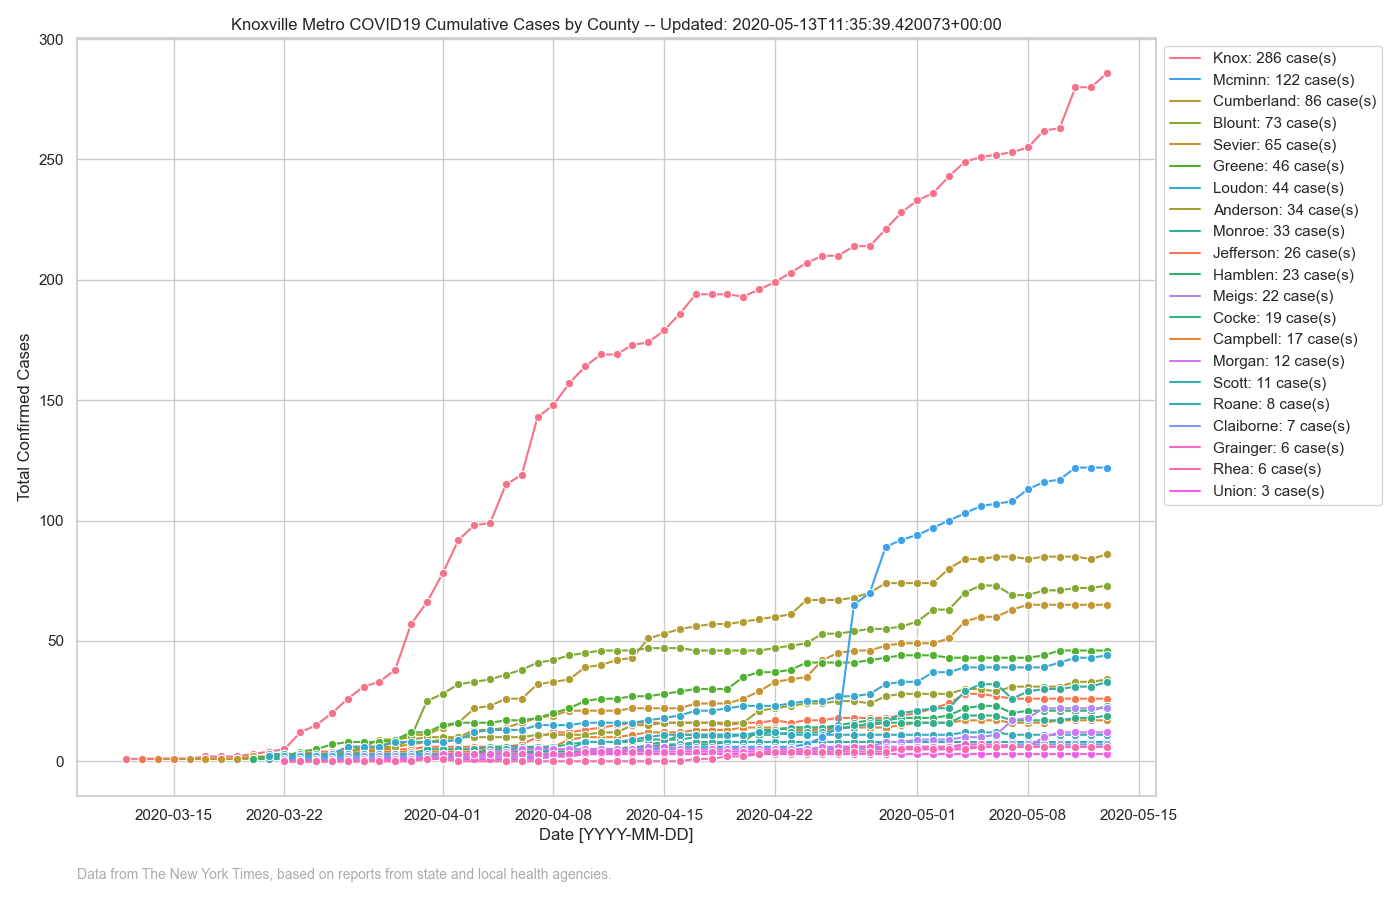 Knoxville Metro COVID19 Cumulative Cases by County -- Updated: 2020-05-13T11:35:39.420073+00:00
300
250
200
150
100
50
0
Total Confirmed Cases
2020-03-15
2020-03-22
2020-04-01
2020-04-08
2020-04-15
2020-04-22
2020-05-01
2020-05-08
2020-05-15
Date [YYYY-MM-DD]
Knox: 286 case(s)
Mcminn: 122 case(s)
Cumberland: 86 case(s)
Blount: 73 case(s)
Sevier: 65 case(s)
Greene: 46 case(s)
Loudon: 44 case(s)
Anderson: 34 case(s)
Monroe: 33 case(s)
Jefferson: 26 case(s)
Hamblen: 23 case(s)
Meigs: 22 case(s)
Cocke: 19 case(s)
Campbell: 17 case(s)
Morgan: 12 case(s)
Scott: 11 case(s)
Roane: 8 case(s)
Claiborne: 7 case(s)
Grainger: 6 case(s)
Rhea: 6 case(s)
Union: 3 case(s)
Data from The New York Times, based on reports from state and local health agencies.